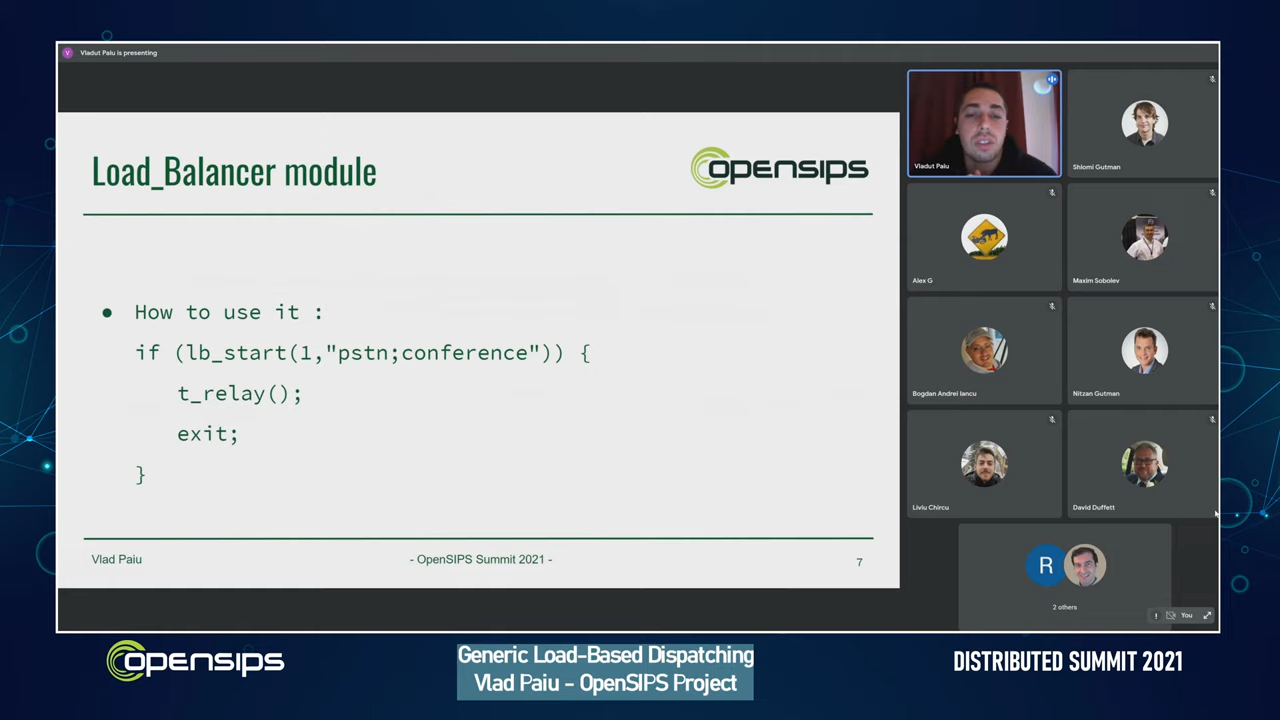 V
Vladut Paiu is presenting
Load_Balancer module
opensips
● How to use it :
if (lb_start(1,"pstn;conference")) {
t_relay();
exit;
}
Vlad Paiu
- OpenSIPS Summit 2021 -
7
Vladut Paiu
Shlomi Gutman
Alex G
Maxim Sobolev
Bogdan Andrei Iancu
Nitzan Gutman
Liviu Chircu
David Duffett
R
2 others
You
opensips
Generic Load-Based Dispatching
Vlad Paiu - OpenSIPS Project
DISTRIBUTED SUMMIT 2021